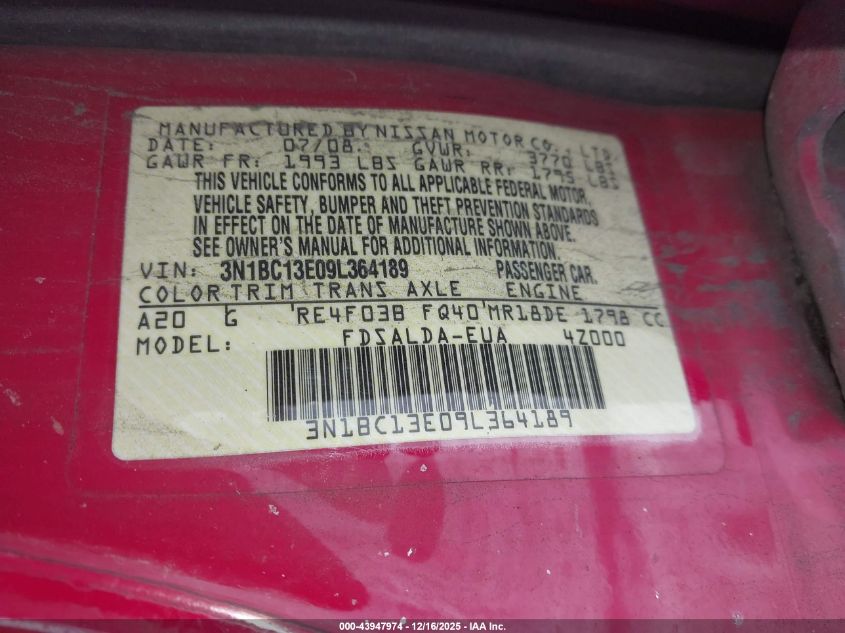 MANUFACTURED BY NISSAN MOTOR CO., LTD.
DATE: 07/08 GVWR: 3770 LBS
GAWR FR: 1993 LBS GAWR RR: 1795 LBS
THIS VEHICLE CONFORMS TO ALL APPLICABLE FEDERAL MOTOR
VEHICLE SAFETY, BUMPER AND THEFT PREVENTION STANDARDS
IN EFFECT ON THE DATE OF MANUFACTURE SHOWN ABOVE.
SEE OWNER'S MANUAL FOR ADDITIONAL INFORMATION.
VIN: 3N1BC13E09L364189 PASSENGER CAR.
COLOR TRIM TRANS AXLE ENGINE
A20 G RE4F03B FQ40 MR18DE 1798 CC
MODEL: FDSALDA-EUA 4Z000
3N1BC13E09L364189
000-43947974 | 12/16/2025 - IAA Inc.